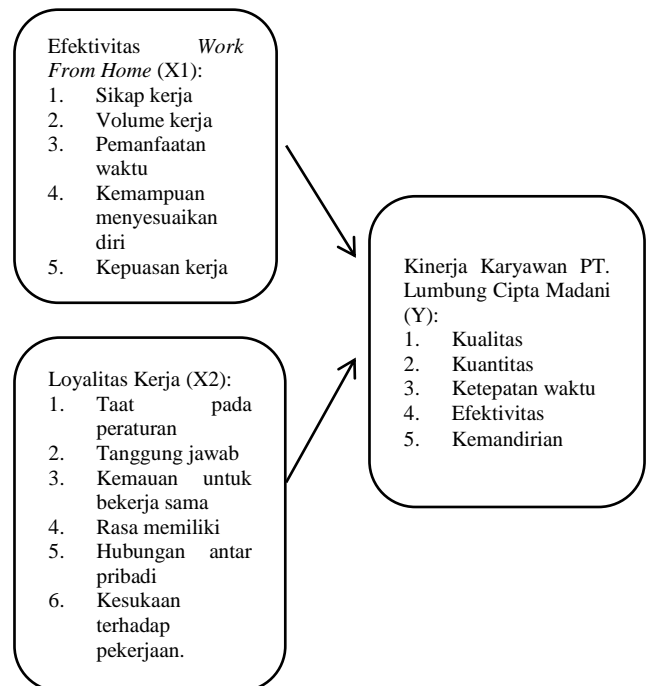 Efektivitas Work
From Home (X1):
1. Sikap kerja
2. Volume kerja
3. Pemanfaatan
waktu
4. Kemampuan
menyesuaikan
diri
5. Kepuasan kerja
Loyalitas Kerja (X2):
1. Taat pada
peraturan
2. Tanggung jawab
3. Kemauan untuk
bekerja sama
4. Rasa memiliki
5. Hubungan antar
pribadi
6. Kesukaan
terhadap
pekerjaan.
Kinerja Karyawan PT.
Lumbung Cipta Madani
(Y):
1. Kualitas
2. Kuantitas
3. Ketepatan waktu
4. Efektivitas
5. Kemandirian